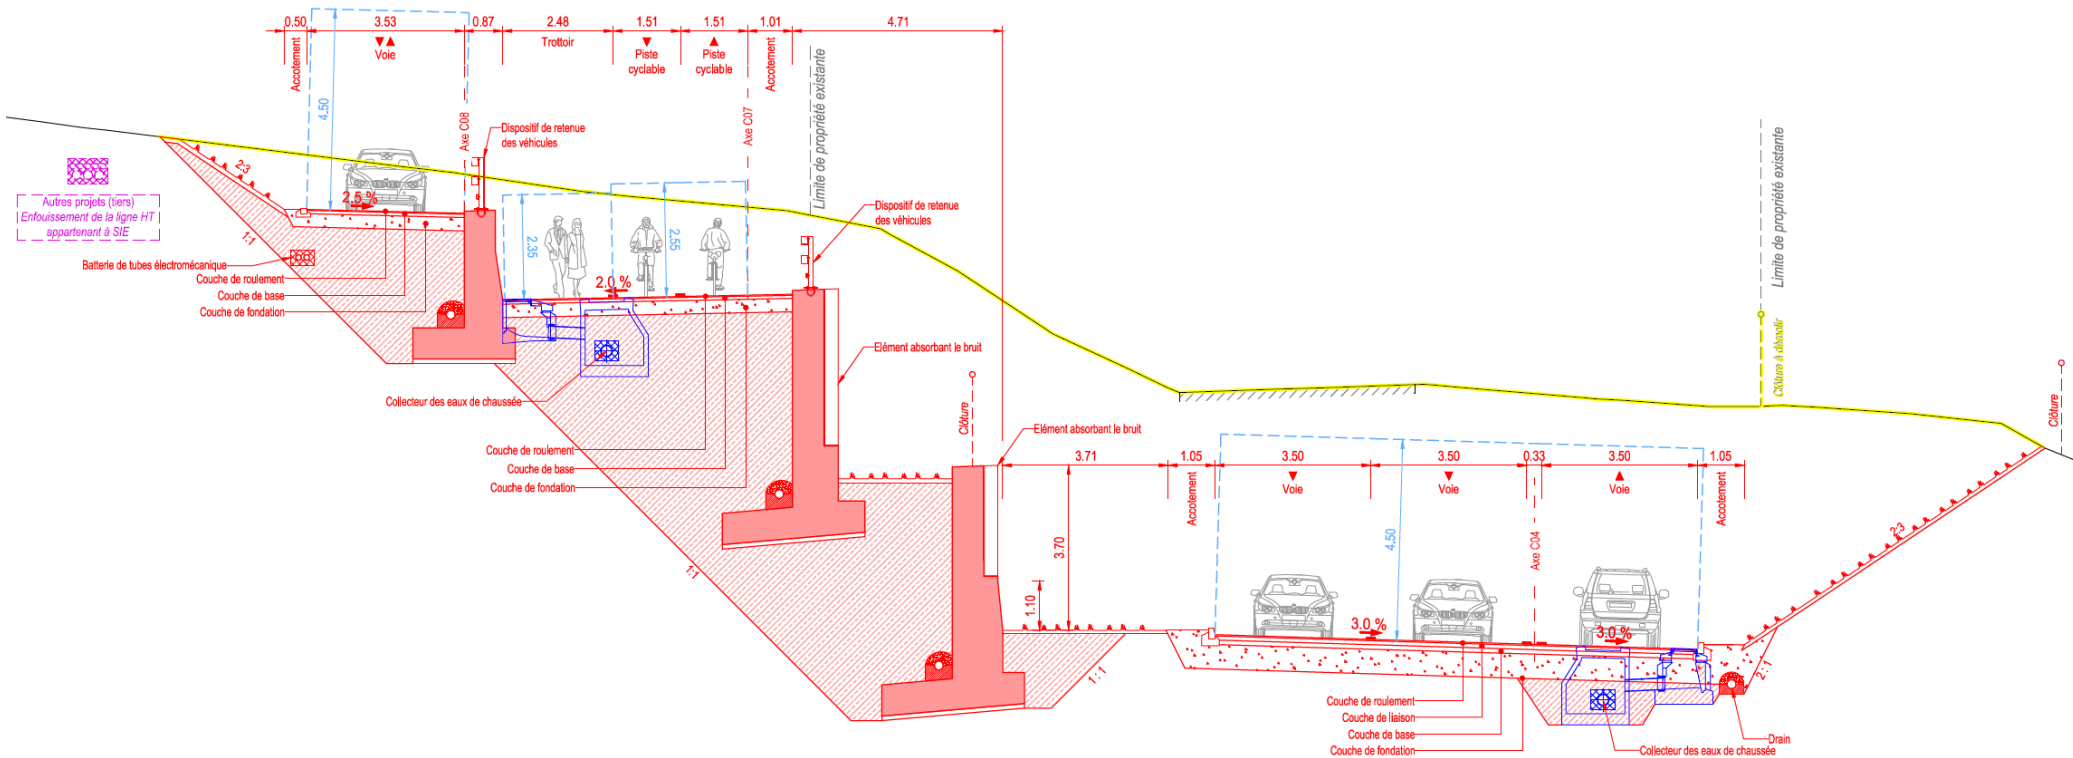 0.50 3.53 0.87 2.48 1.51 1.51 1.01 4.71
Accotement
Voie
Trottoir
Piste
cyclable
Piste
cyclable
Accotement
4.50
Axe C08
Dispositif de retenue
des véhicules
Axe C07
Limite de propriété existante
Limite de propriété existante
2:3
2.5 %
Autres projets (tiers)
Enfouissement de la ligne HT
appartenant à SIE
1:1
Batterie de tubes électromécanique
Couche de roulement
Couche de base
Couche de fondation
2.35
2.55
2.0 %
Dispositif de retenue
des véhicules
Elément absorbant le bruit
Collecteur des eaux de chaussée
Couche de roulement
Couche de base
Couche de fondation
1:1
Clôture
Elément absorbant le bruit
Clôture à démolir
Clôture
3.71 1.05 3.50 3.50 0.33 3.50 1.05
Accotement
Voie
Voie
Voie
Accotement
3.70
1.10
4.50
Axe C04
2:3
3.0 %
3.0 %
1:1
2:1
Couche de roulement
Couche de liaison
Couche de base
Couche de fondation
Drain
Collecteur des eaux de chaussée